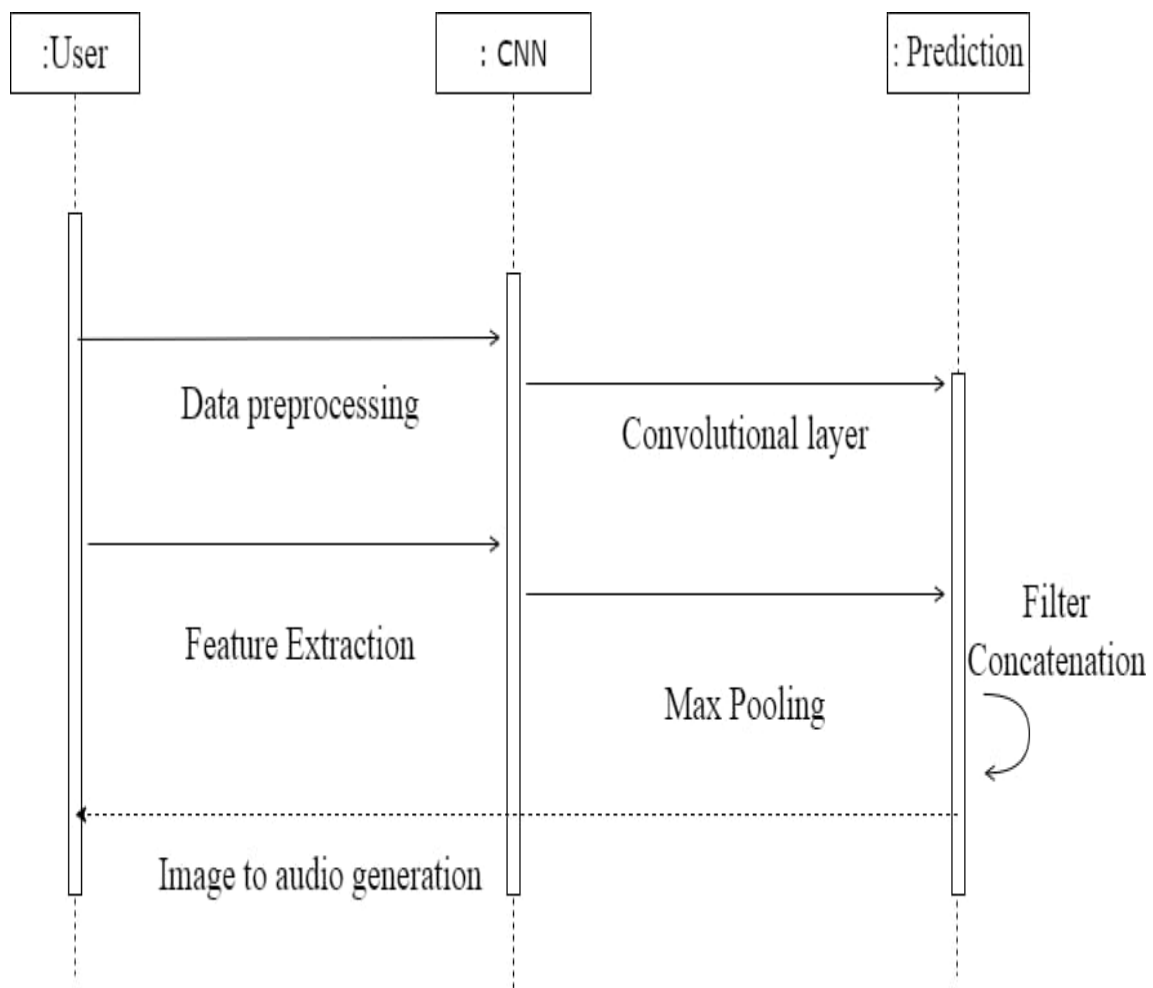 :User
: CNN
: Prediction
Data preprocessing
Convolutional layer
Feature Extraction
Filter
Concatenation
Max Pooling
Image to audio generation